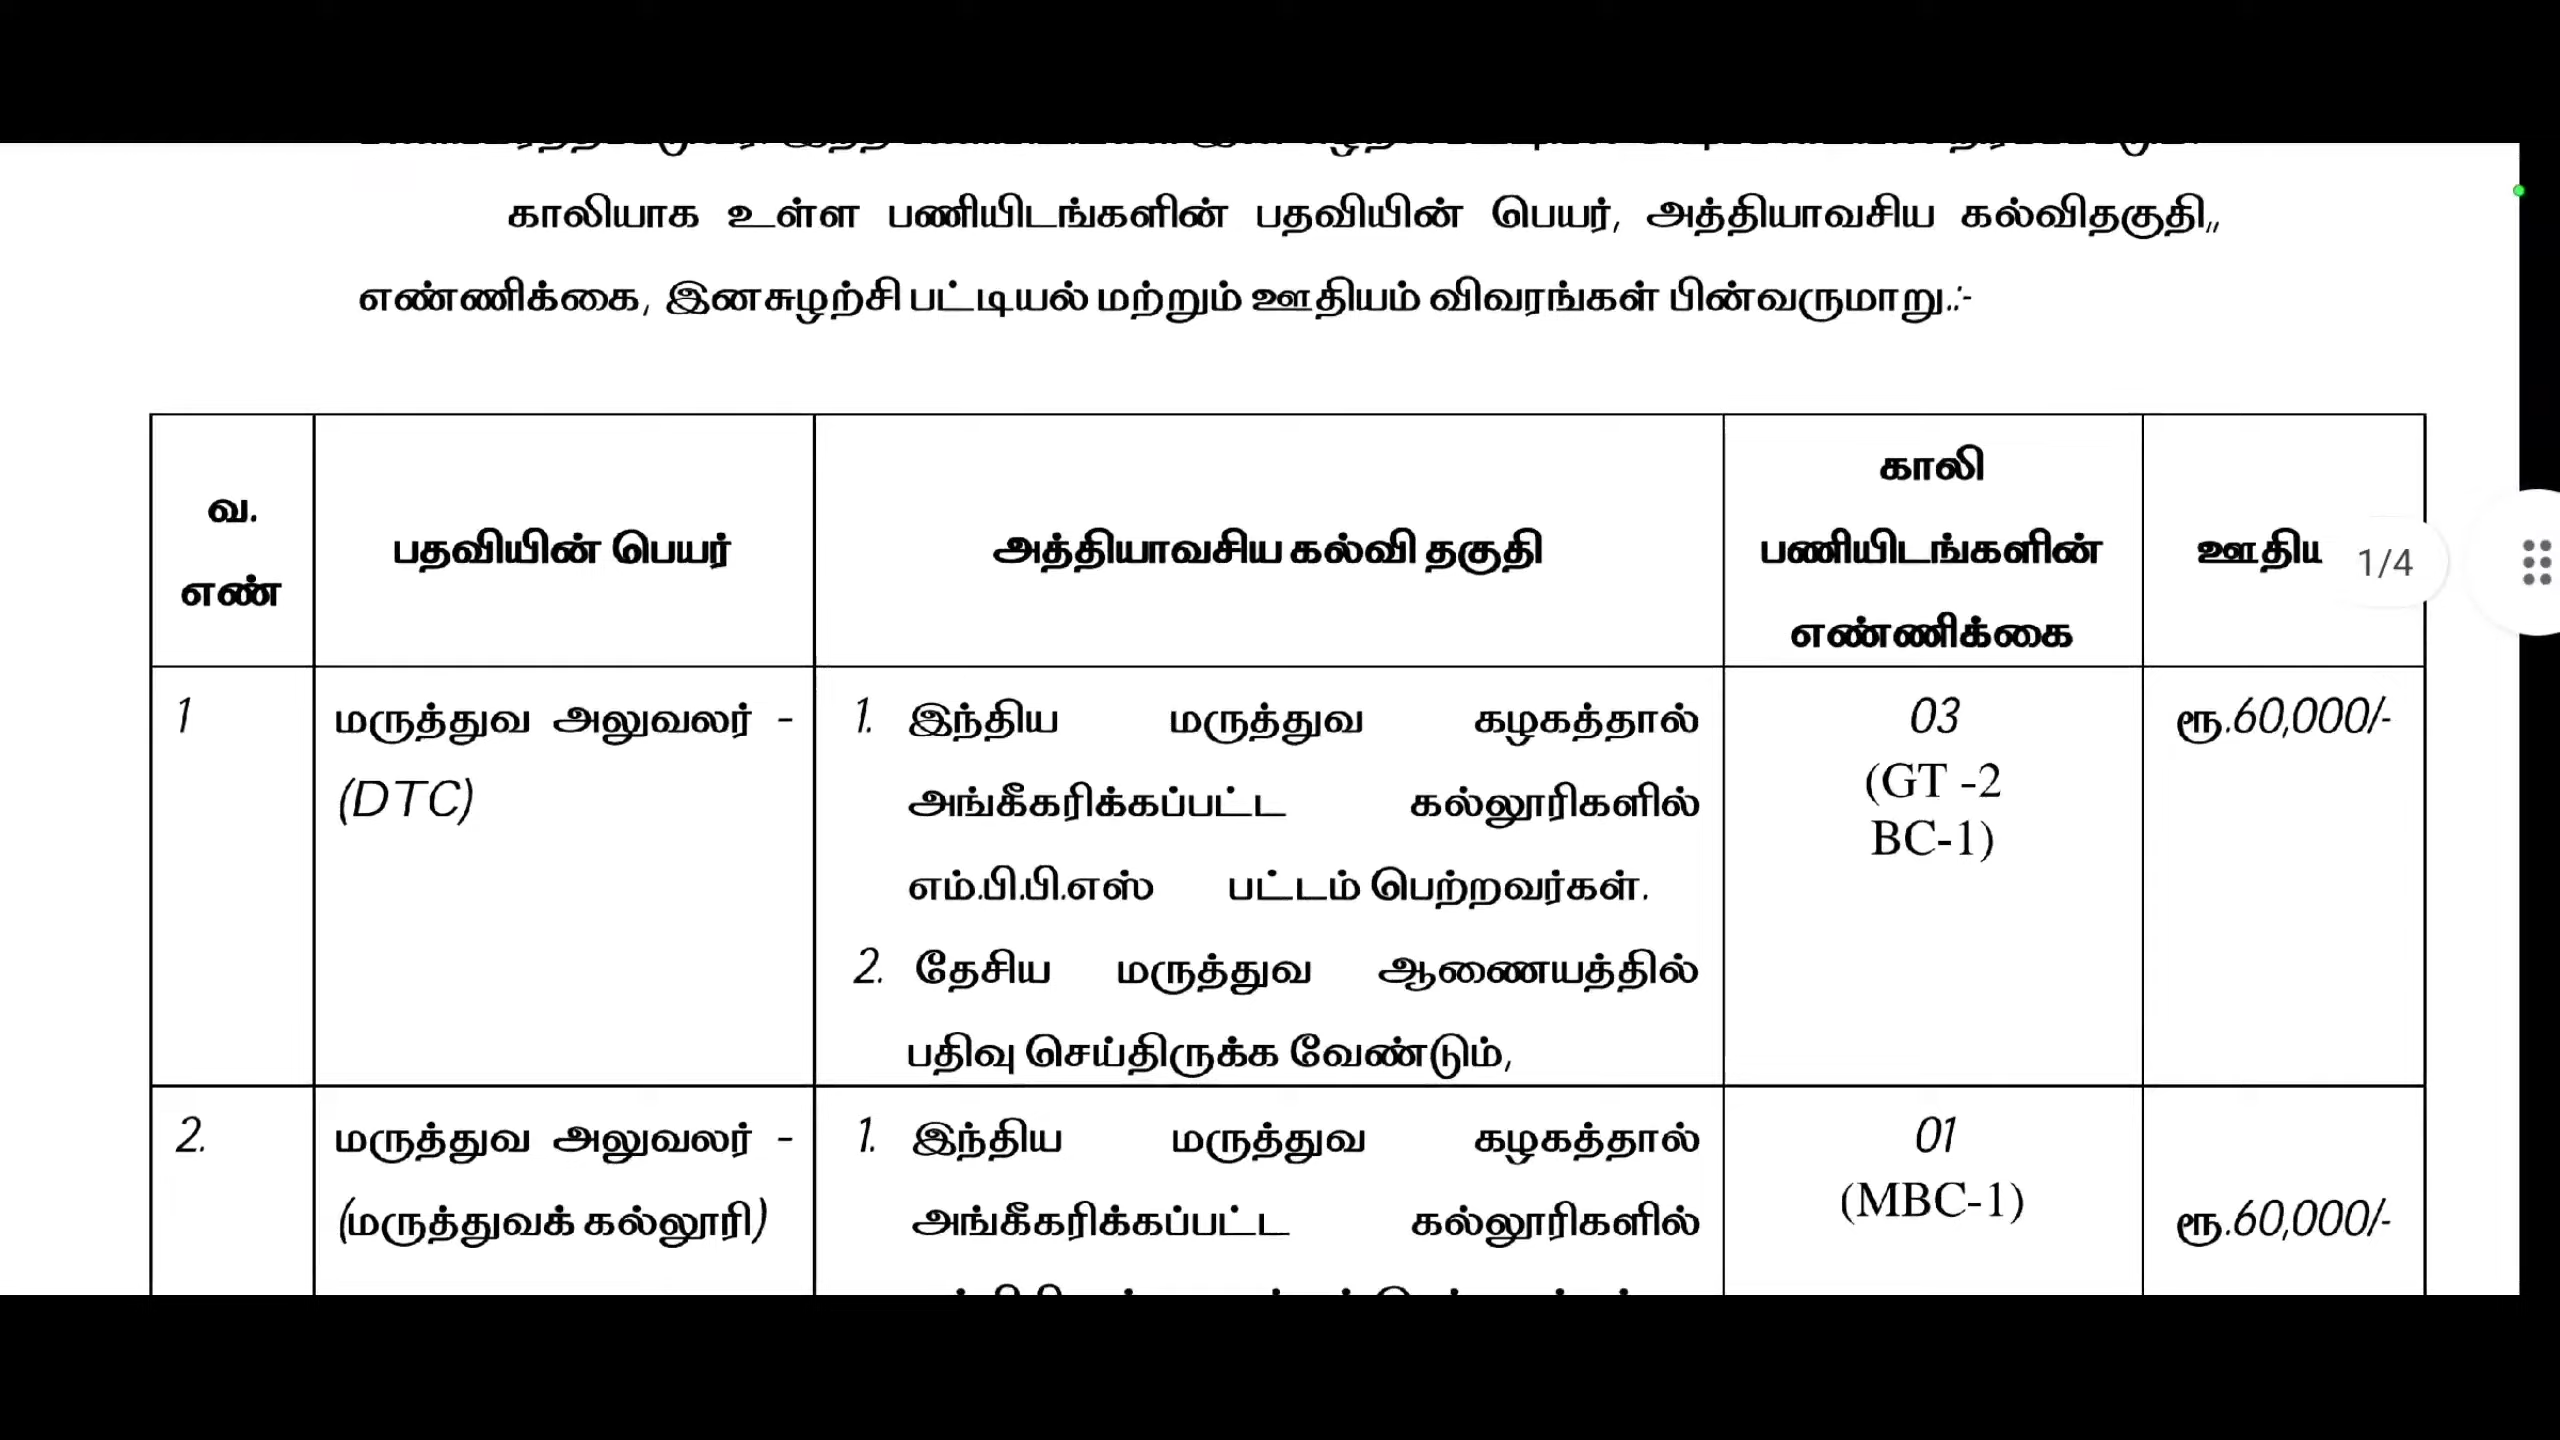 காலியாக உள்ள பணியிடங்களின் பதவியின் பெயர், அத்தியாவசிய கல்விதகுதி,,
எண்ணிக்கை, இனசுழற்சி பட்டியல் மற்றும் ஊதியம் விவரங்கள் பின்வருமாறு.:-
வ.
எண்
பதவியின் பெயர்
அத்தியாவசிய கல்வி தகுதி
காலி
பணியிடங்களின்
எண்ணிக்கை
ஊதிய
1/4
1
மருத்துவ அலுவலர் -
(DTC)
1. இந்திய மருத்துவ கழகத்தால்
அங்கீகரிக்கப்பட்ட கல்லூரிகளில்
எம்.பி.பி.எஸ் பட்டம் பெற்றவர்கள்.
2. தேசிய மருத்துவ ஆணையத்தில்
பதிவு செய்திருக்க வேண்டும்,
03
(GT -2
BC-1)
ரூ.60,000/-
2.
மருத்துவ அலுவலர் -
(மருத்துவக் கல்லூரி)
1. இந்திய மருத்துவ கழகத்தால்
அங்கீகரிக்கப்பட்ட கல்லூரிகளில்
01
(MBC-1)
ரூ.60,000/-